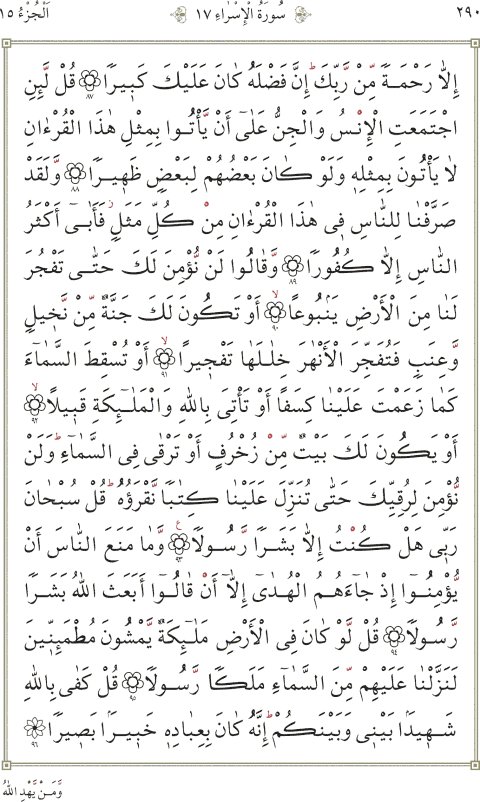 ٢٩٠ سُورَةُ الْإِسْرَاءِ ١٧ اَلْجُزْءُ ١٥
إِلَّا رَحْمَةً مِّنْ رَّبِّكَۚ إِنَّ فَضْلَهُ كَانَ عَلَيْكَ كَبِيرًا ٨٧ قُلْ لَّئِنِ
اجْتَمَعَتِ الْإِنْسُ وَالْجِنُّ عَلٰٓى أَنْ يَّأْتُوا بِمِثْلِ هٰذَا الْقُرْءَانِ
لَا يَأْتُونَ بِمِثْلِهِ وَلَوْ كَانَ بَعْضُهُمْ لِبَعْضٍ ظَهِيرًا ٨٨ وَّلَقَدْ
صَرَّفْنَا لِلنَّاسِ فِي هٰذَا الْقُرْءَانِ مِنْ كُلِّ مَثَلٍ فَأَبٰىٓ أَكْثَرُ
النَّاسِ إِلَّا كُفُورًا ٨٩ وَّقَالُوا لَنْ نُّؤْمِنَ لَكَ حَتّٰى تَفْجُرَ
لَنَا مِنَ الْأَرْضِ يَنْبُوعًا ٩٠ أَوْ تَكُونَ لَكَ جَنَّةٌ مِّنْ نَّخِيلٍ
وَّعِنَبٍ فَتُفَجِّرَ الْأَنْهٰرَ خِلٰلَهَا تَفْجِيرًا ٩١ أَوْ تُسْقِطَ السَّمَآءَ
كَمَا زَعَمْتَ عَلَيْنَا كِسَفًا أَوْ تَأْتِيَ بِاللّٰهِ وَالْمَلٰٓئِكَةِ قَبِيلًا ٩٢
أَوْ يَكُونَ لَكَ بَيْتٌ مِّنْ زُخْرُفٍ أَوْ تَرْقٰى فِي السَّمَآءِۚ وَلَنْ
نُّؤْمِنَ لِرُقِيِّكَ حَتّٰى تُنَزِّلَ عَلَيْنَا كِتٰبًا نَّقْرَؤُهُۚ قُلْ سُبْحَانَ
رَبِّي هَلْ كُنْتُ إِلَّا بَشَرًا رَّسُولًا ٩٣ وَّمَا مَنَعَ النَّاسَ أَنْ
يُّؤْمِنُوٓا إِذْ جَآءَهُمُ الْهُدٰىٓ إِلَّآ أَنْ قَالُوٓا أَبَعَثَ اللّٰهُ بَشَرًا
رَّسُولًا ٩٤ قُلْ لَّوْ كَانَ فِي الْأَرْضِ مَلٰٓئِكَةٌ يَّمْشُونَ مُطْمَئِنِّينَ
لَنَزَّلْنَا عَلَيْهِمْ مِّنَ السَّمَآءِ مَلَكًا رَّسُولًا ٩٥ قُلْ كَفٰى بِاللّٰهِ
شَهِيدًا بَيْنِي وَبَيْنَكُمْۚ إِنَّهُ كَانَ بِعِبَادِهِ خَبِيرًا بَصِيرًا ٩٦
وَّمَنْ يَّهْدِ اللّٰهُ